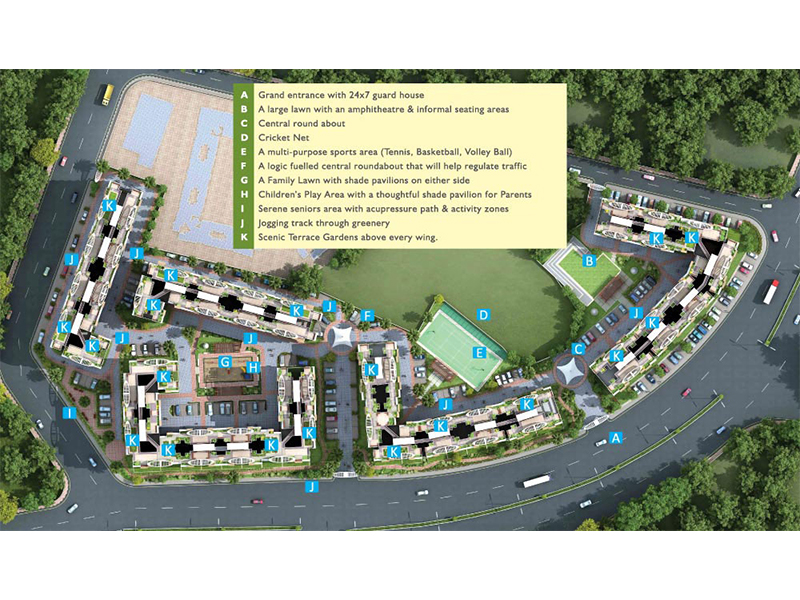 A Grand entrance with 24x7 guard house
B A large lawn with an amphitheatre & informal seating areas
C Central round about
D Cricket Net
E A multi-purpose sports area (Tennis, Basketball, Volley Ball)
F A logic fuelled central roundabout that will help regulate traffic
G A Family Lawn with shade pavilions on either side
H Children's Play Area with a thoughtful shade pavilion for Parents
I Serene seniors area with acupressure path & activity zones
J Jogging track through greenery
K Scenic Terrace Gardens above every wing.
K
K K
J J B
K
K K J F D J
K
K J J E C
K G K
K H K
K J K
I K K K
K K K K K A
J